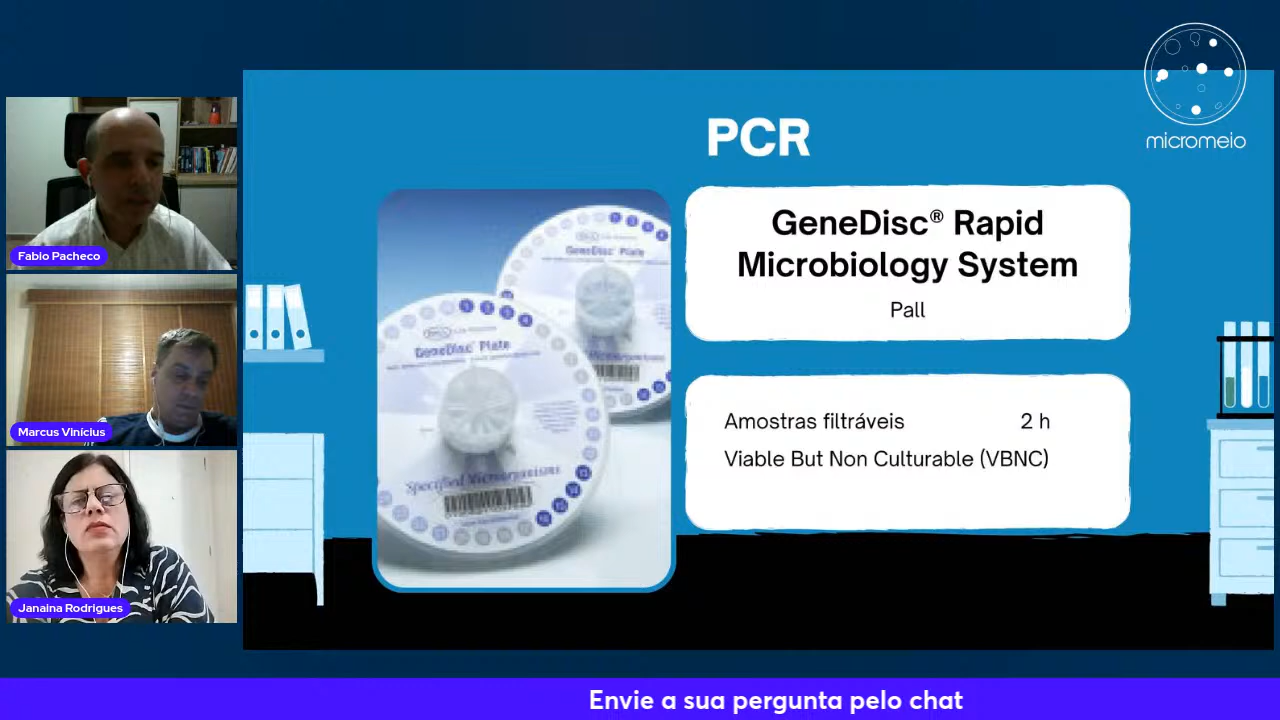 micromeio
PCR
GeneDisc® Rapid
Microbiology System
Pall
Amostras filtráveis 2 h
Viable But Non Culturable (VBNC)
GeneDisc Plate
GeneDisc Plate
Specified Microorganisms
Fabio Pacheco
Marcus Vinícius
Janaina Rodrigues
Envie a sua pergunta pelo chat